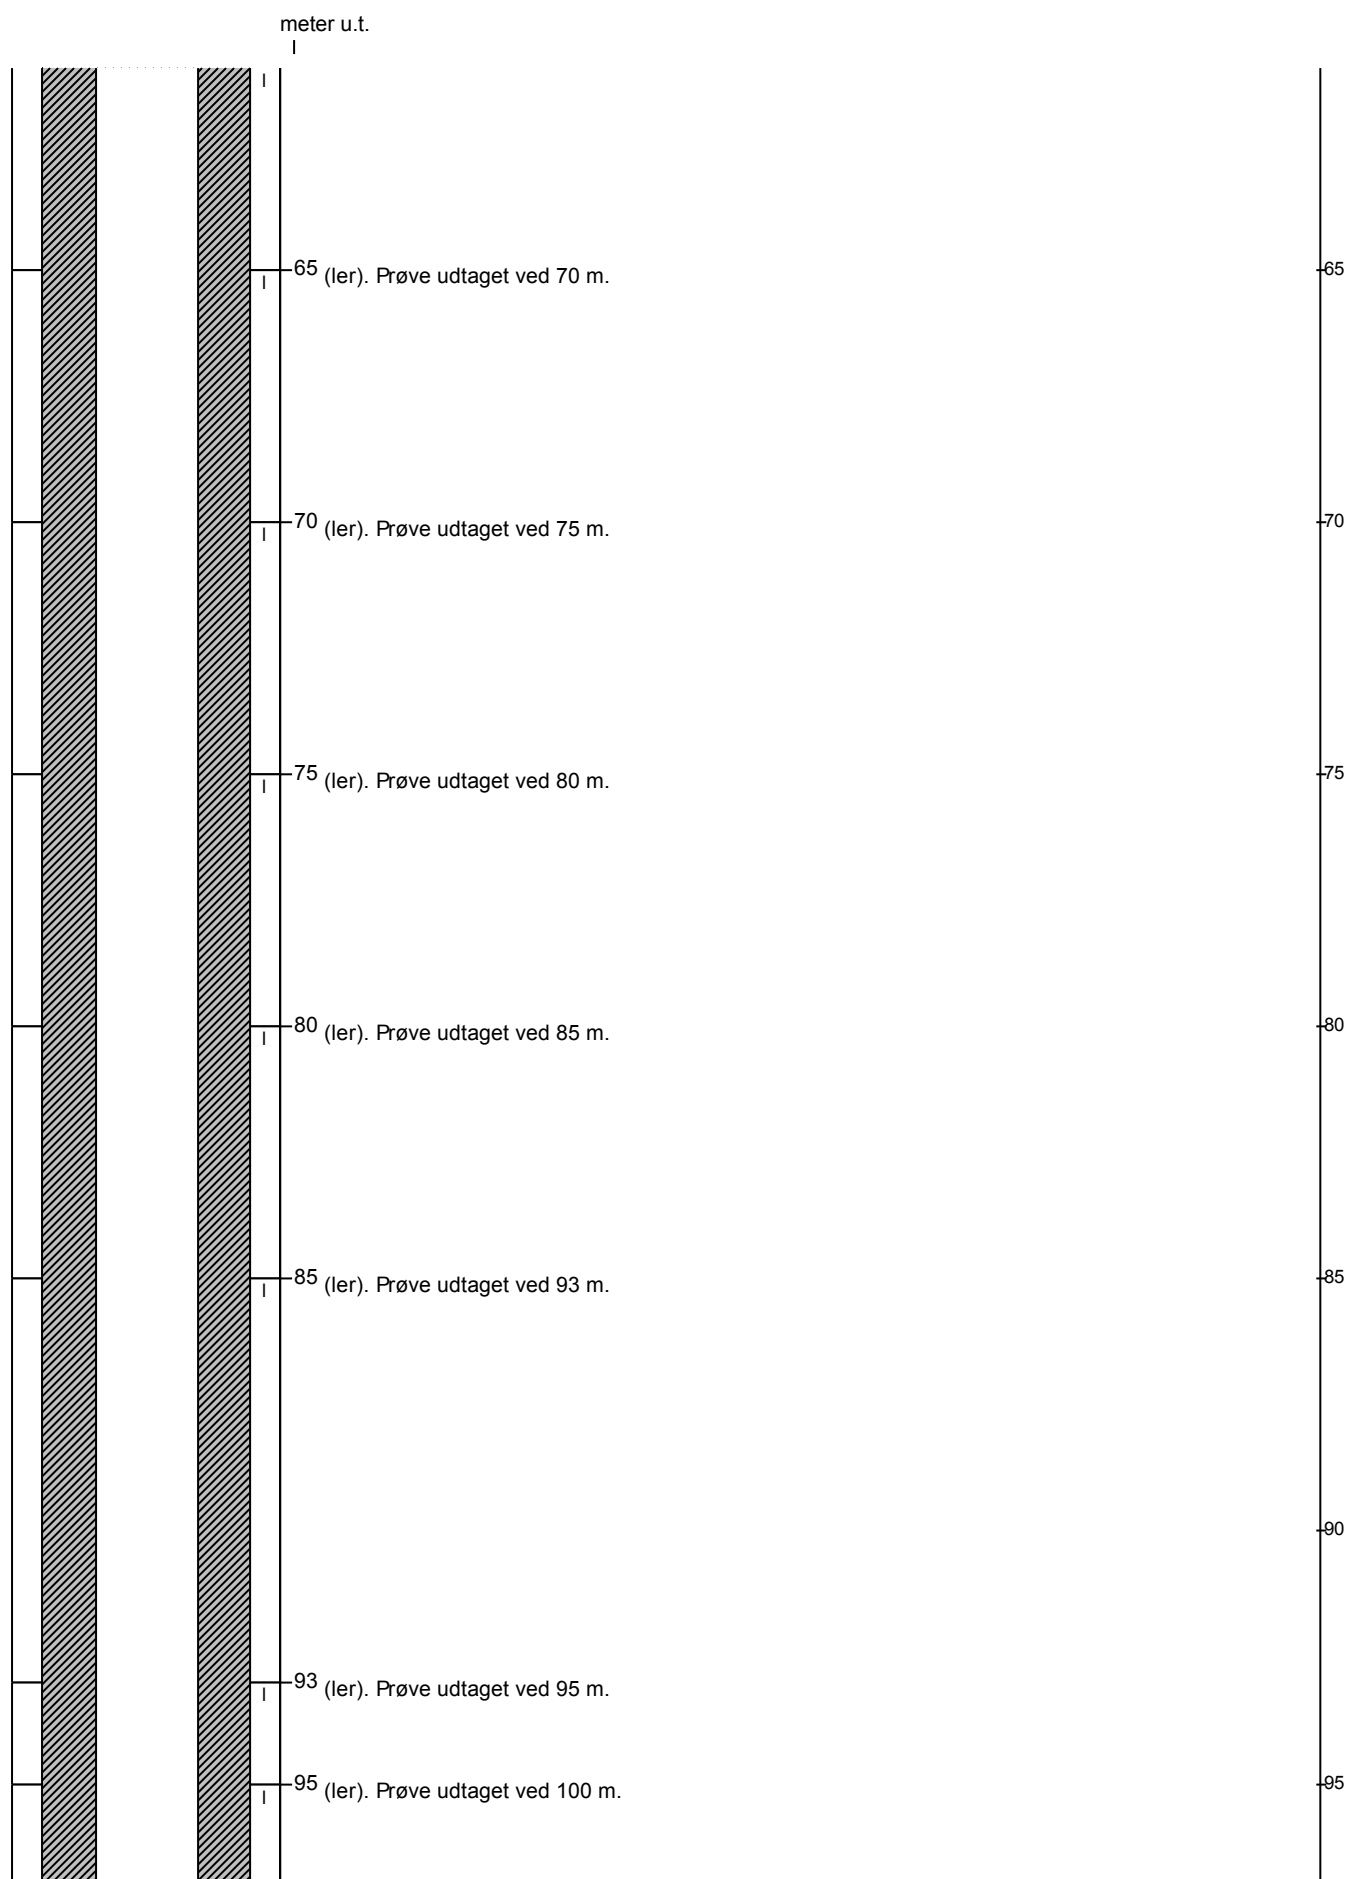 meter u.t.
l
l
65 (ler). Prøve udtaget ved 70 m. 65
l
70 (ler). Prøve udtaget ved 75 m. 70
l
75 (ler). Prøve udtaget ved 80 m. 75
l
80 (ler). Prøve udtaget ved 85 m. 80
l
85 (ler). Prøve udtaget ved 93 m. 85
l
90
93 (ler). Prøve udtaget ved 95 m.
l
95 (ler). Prøve udtaget ved 100 m. 95
l